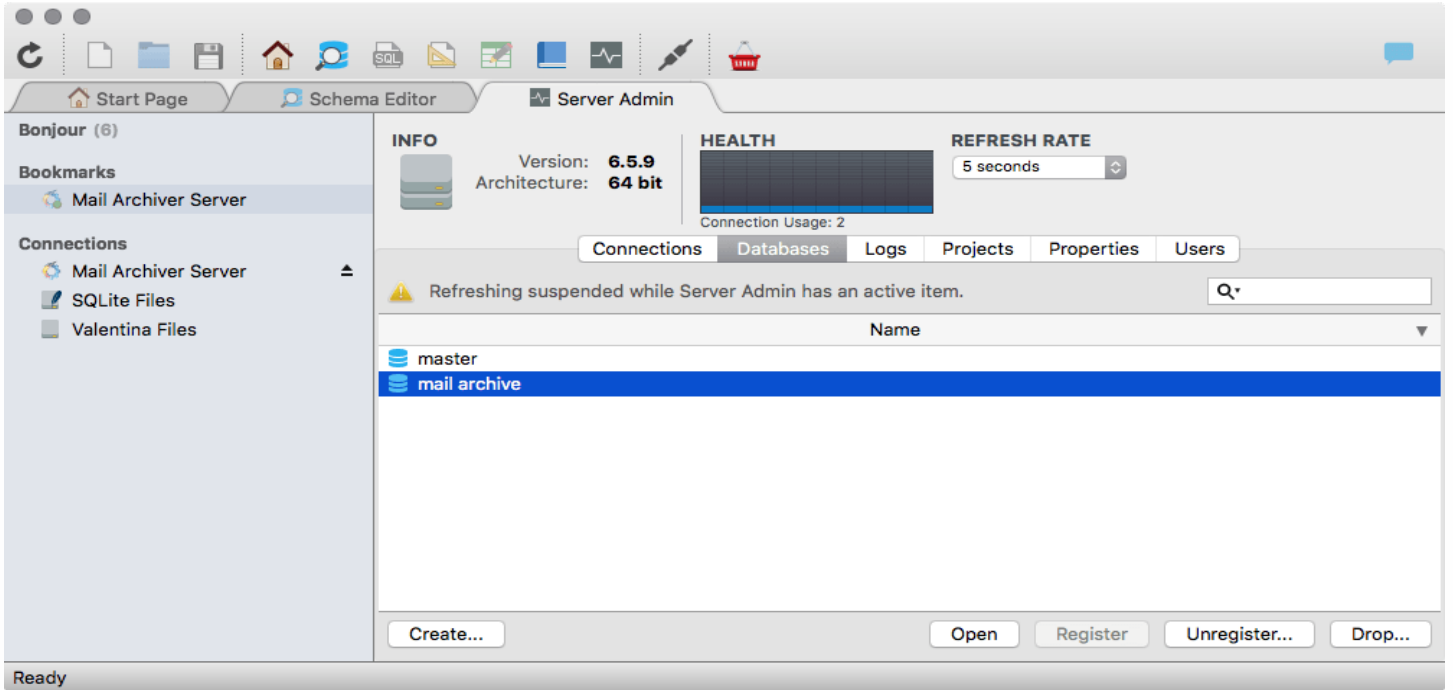 SQL
Start Page
Schema Editor
Server Admin
Bonjour (6)
Bookmarks
Mail Archiver Server
Connections
Mail Archiver Server
SQLite Files
Valentina Files
INFO
Version: 6.5.9
Architecture: 64 bit
HEALTH
Connection Usage: 2
REFRESH RATE
5 seconds
Connections Databases Logs Projects Properties Users
Refreshing suspended while Server Admin has an active item.
Name
master
mail archive
Create... Open Register Unregister... Drop...
Ready